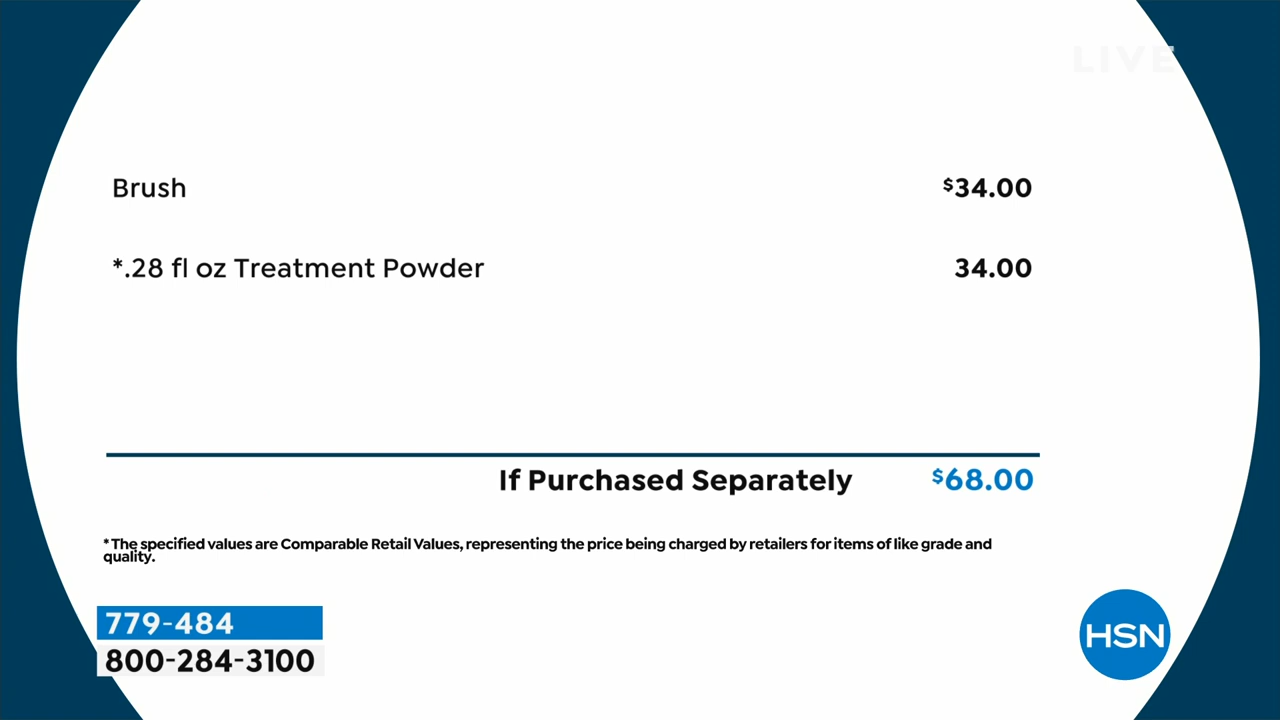 LIVE
Brush $34.00
*.28 fl oz Treatment Powder 34.00
If Purchased Separately $68.00
*The specified values are Comparable Retail Values, representing the price being charged by retailers for items of like grade and
quality.
779-484
800-284-3100
HSN